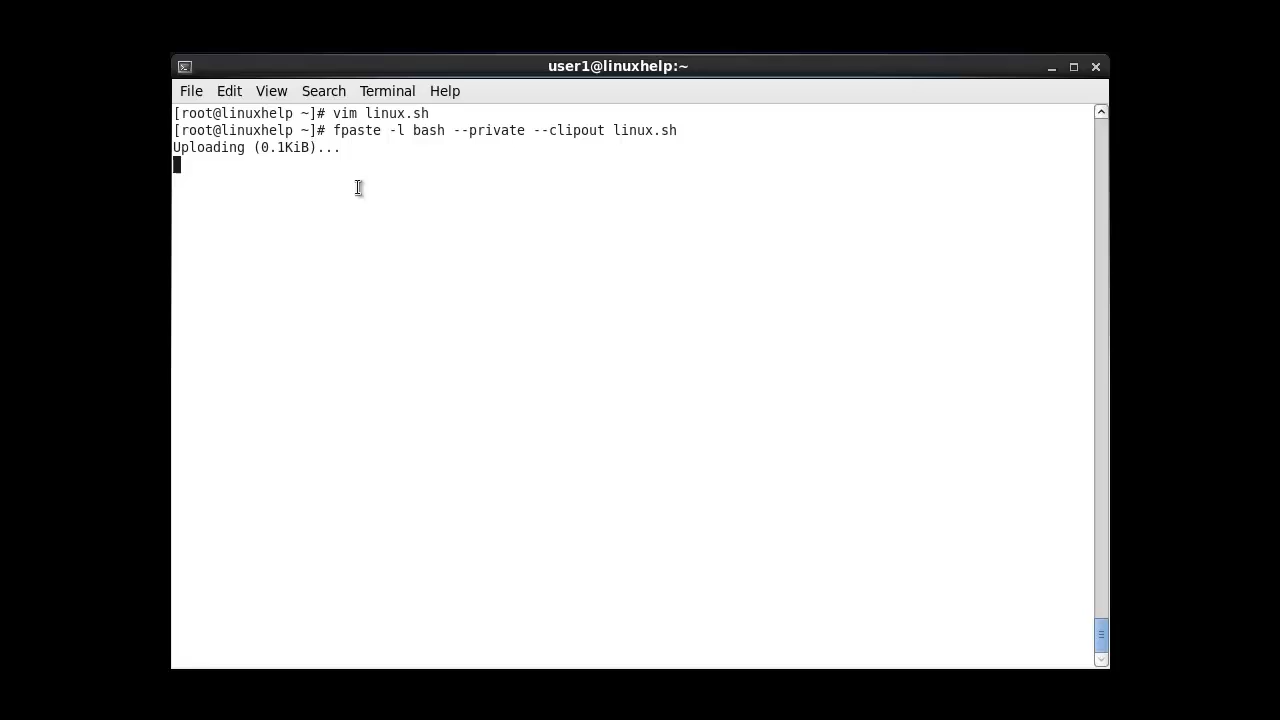 user1@linuxhelp:~
File Edit View Search Terminal Help
[root@linuxhelp ~]# vim linux.sh
[root@linuxhelp ~]# fpaste -l bash --private --clipout linux.sh
Uploading (0.1KiB)...